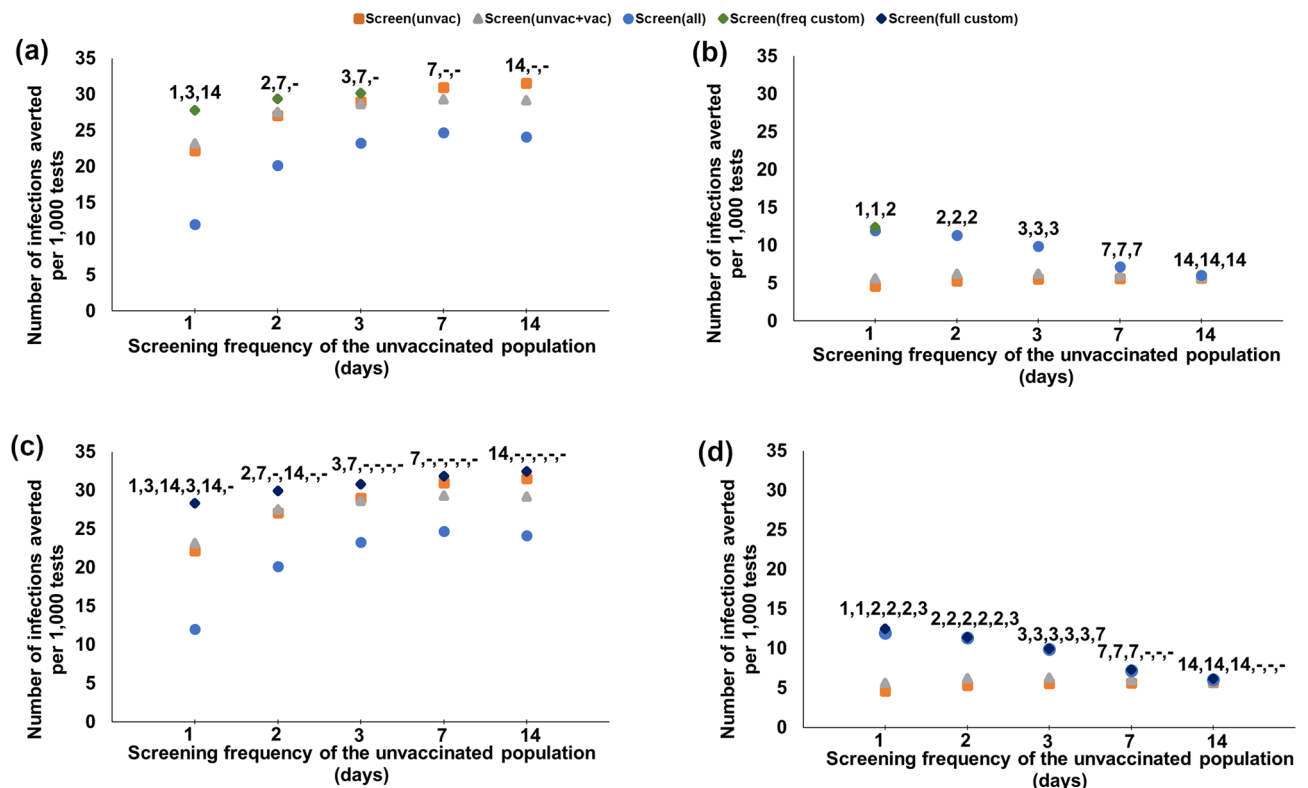 Screen(unvac) Screen(unvac+vac) Screen(all) Screen(freq custom) Screen(full custom)
(a)
Number of infections averted
per 1,000 tests
35
30
25
20
15
10
5
0
1,3,14 2,7,- 3,7,- 7,-,- 14,-,-
1 2 3 7 14
Screening frequency of the unvaccinated population
(days)
(b)
Number of infections averted
per 1,000 tests
35
30
25
20
15
10
5
0
1,1,2 2,2,2 3,3,3 7,7,7 14,14,14
1 2 3 7 14
Screening frequency of the unvaccinated population
(days)
(c)
Number of infections averted
per 1,000 tests
35
30
25
20
15
10
5
0
1,3,14,3,14,- 2,7,-,14,-,- 3,7,-,-,-,- 7,-,-,-,-,- 14,-,-,-,-,-
1 2 3 7 14
Screening frequency of the unvaccinated population
(days)
(d)
Number of infections averted
per 1,000 tests
35
30
25
20
15
10
5
0
1,1,2,2,2,3 2,2,2,2,2,3 3,3,3,3,3,7 7,7,7,-,-,- 14,14,14,-,-,-
1 2 3 7 14
Screening frequency of the unvaccinated population
(days)